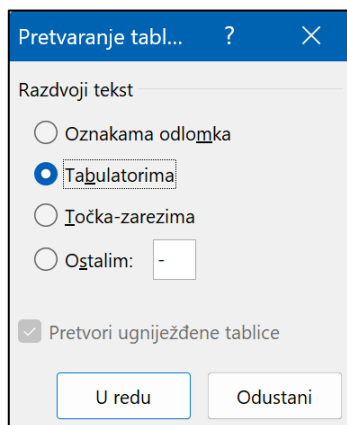 Pretvaranje tabl... ?
Razdvoji tekst
Oznakama odlomka
Tabulatorima
Točka-zarezima
Ostalim: -
Pretvori ugniježđene tablice
U redu Odustani